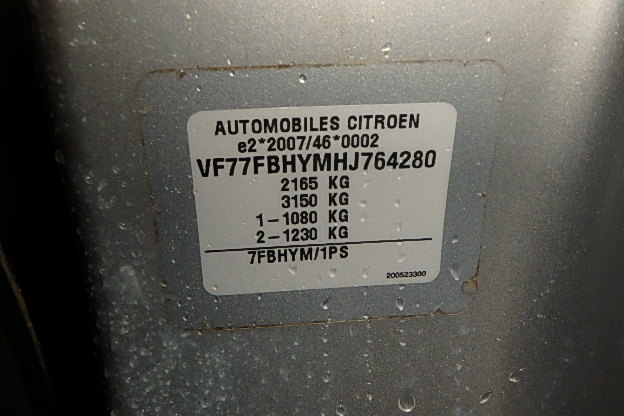 AUTOMOBILES CITROEN
e2*2007/46*0002
VF77FBHYMHJ764280
2165 KG
3150 KG
1-1080 KG
2-1230 KG
7FBHYM/1PS
200523300